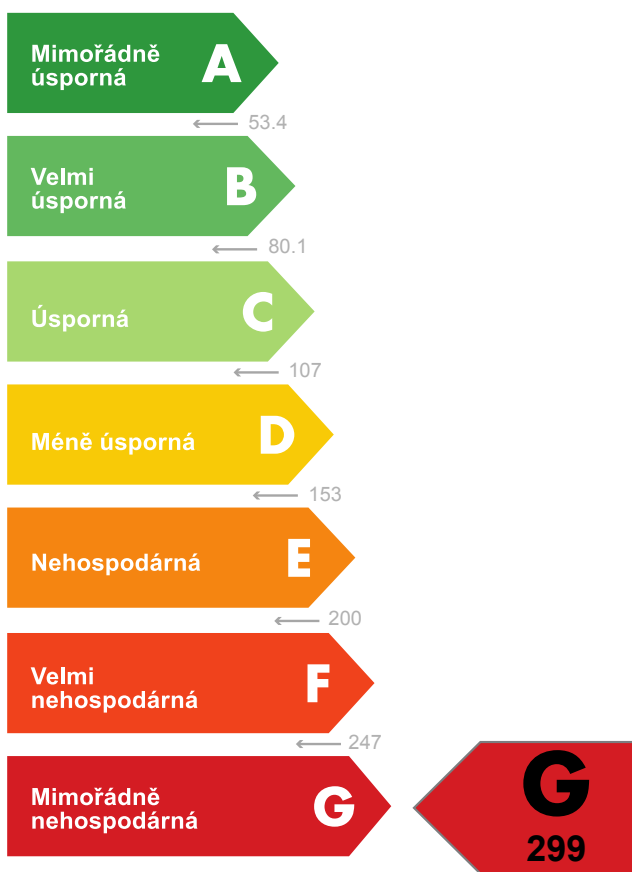 Mimořádně
úsporná
A
53.4
Velmi
úsporná
B
80.1
Úsporná
C
107
Méně úsporná
D
153
Nehospodárná
E
200
Velmi
nehospodárná
F
247
Mimořádně
nehospodárná
G
G
299